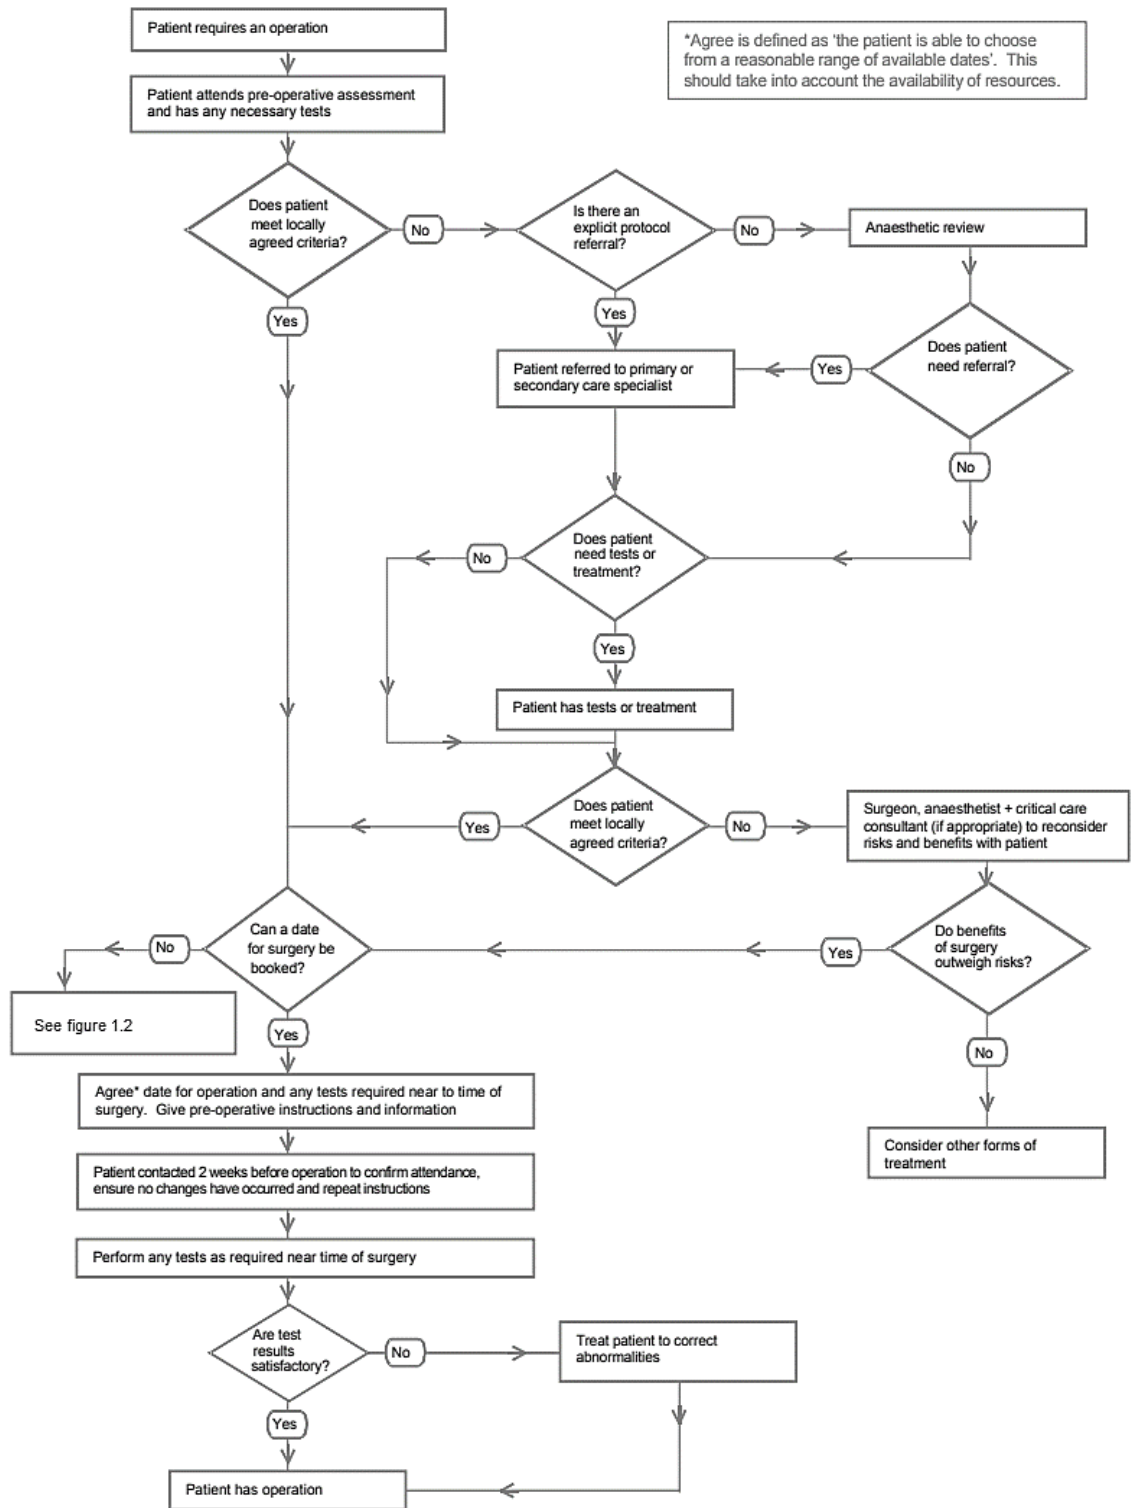 Patient requires an operation
*Agree is defined as 'the patient is able to choose
from a reasonable range of available dates'. This
should take into account the availability of resources.
Patient attends pre-operative assessment
and has any necessary tests
Does patient
meet locally
agreed criteria?
No
Is there an
explicit protocol
referral?
No
Anaesthetic review
Yes
Yes
Patient referred to primary or
secondary care specialist
Yes
Does patient
need referral?
No
No
Does patient
need tests or
treatment?
Yes
Patient has tests or treatment
Yes
Does patient
meet locally
agreed criteria?
No
Surgeon, anaesthetist + critical care
consultant (if appropriate) to reconsider
risks and benefits with patient
No
Can a date
for surgery be
booked?
Yes
Do benefits
of surgery
outweigh risks?
See figure 1.2
Yes
No
Agree* date for operation and any tests required near to time of
surgery. Give pre-operative instructions and information
Consider other forms of
treatment
Patient contacted 2 weeks before operation to confirm attendance,
ensure no changes have occurred and repeat instructions
Perform any tests as required near time of surgery
Are test
results
satisfactory?
No
Treat patient to correct
abnormalities
Yes
Patient has operation